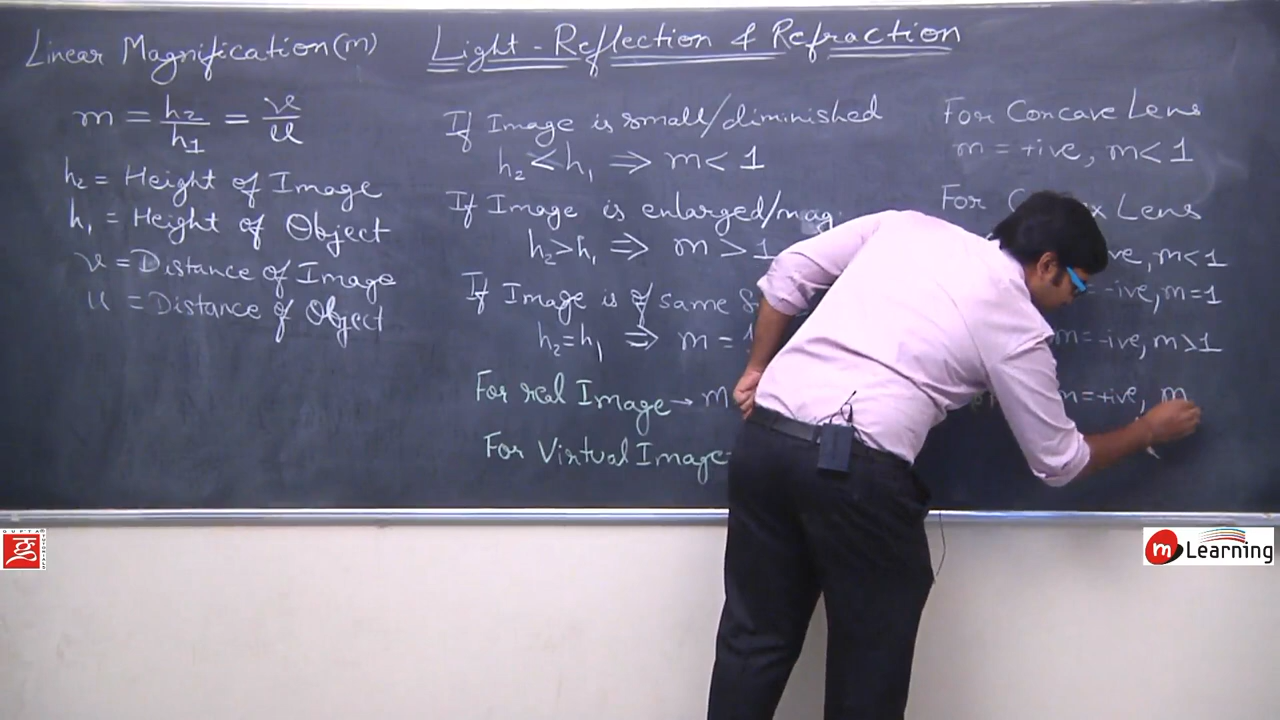 Light - Reflection & Refraction
Linear Magnification(m)
m = h₂/h₁ = v/u
h₂ = Height of Image
h₁ = Height of Object
v = Distance of Image
u = Distance of Object
If Image is small/diminished
h₂ < h₁ ⇒ m < 1
If Image is enlarged/mag
h₂ > h₁ ⇒ m > 1
If Image is of same
h₂ = h₁ ⇒ m =
For real Image → m
For Virtual Image
For Concave Lens
m = +ive, m < 1
For Lens
m < 1
-ive, m = 1
m = -ive, m > 1
m = +ive, m
GUPTA TUTORIALS
m Learning